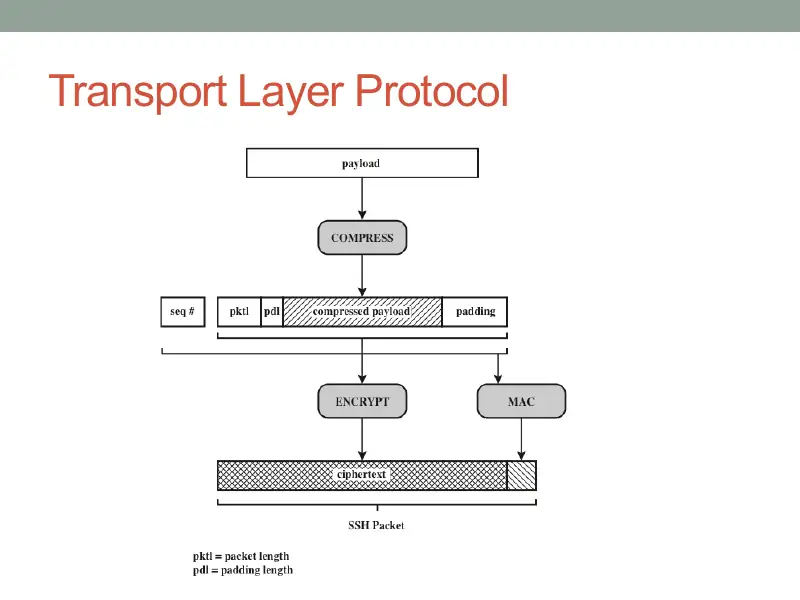 Transport Layer Protocol
payload
COMPRESS
seq # pktl pdl compressed payload padding
ENCRYPT MAC
ciphertext
SSH Packet
pktl = packet length
pdl = padding length